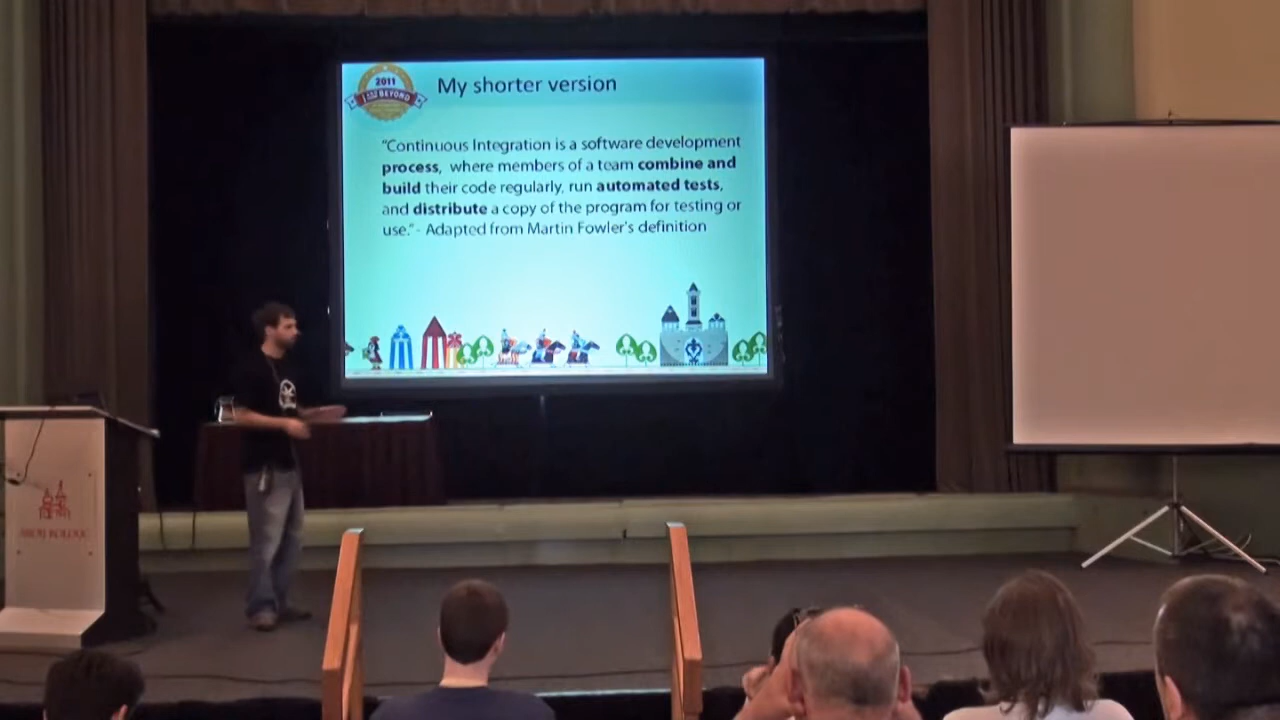 2011
BEYOND
My shorter version
"Continuous Integration is a software development
process, where members of a team combine and
build their code regularly, run automated tests,
and distribute a copy of the program for testing or
use." - Adapted from Martin Fowler's definition